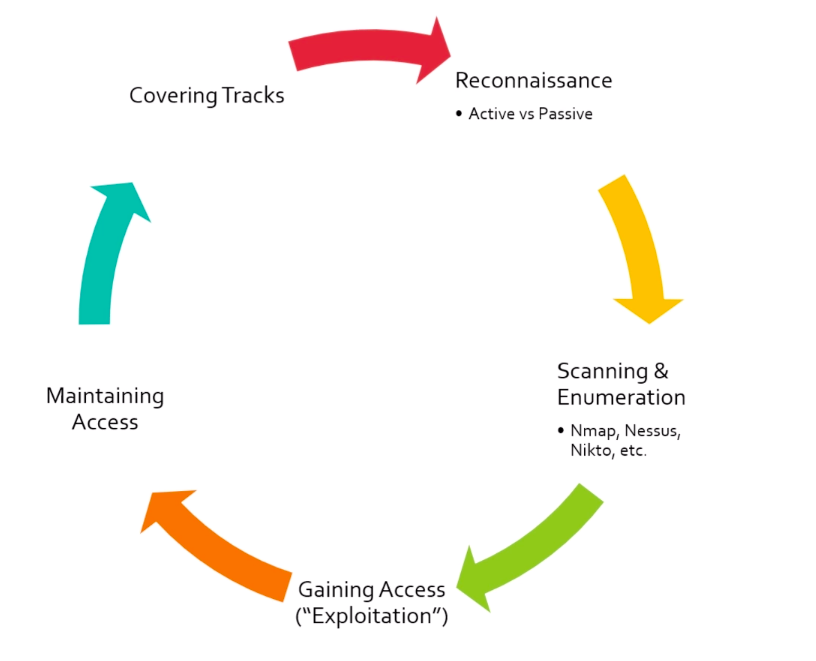 Covering Tracks
Reconnaissance
• Active vs Passive
Scanning &
Enumeration
• Nmap, Nessus,
Nikto, etc.
Gaining Access
(“Exploitation”)
Maintaining
Access